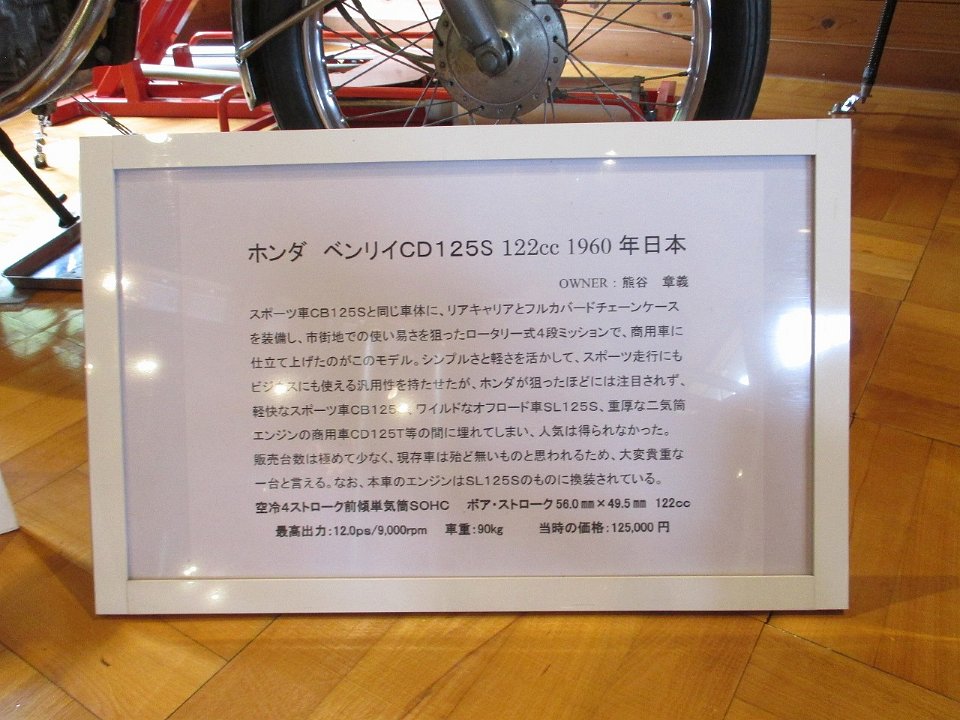 ホンダ ベンリイCD125S 122cc 1960 年日本
OWNER：熊谷 章義
スポーツ車CB125Sと同じ車体に、リアキャリアとフルカバードチェーンケース
を装備し、市街地での使い易さを狙ったロータリー式4段ミッションで、商用車に
仕立て上げたのがこのモデル。シンプルさと軽さを活かして、スポーツ走行にも
ビジネスにも使える汎用性を持たせたが、ホンダが狙ったほどには注目されず、
軽快なスポーツ車CB125、ワイルドなオフロード車SL125S、重厚な二気筒
エンジンの商用車CD125T等の間に埋れてしまい、人気は得られなかった。
販売台数は極めて少なく、現存車は殆ど無いものと思われるため、大変貴重な
一台と言える。なお、本車のエンジンはSL125Sのものに換装されている。
空冷4ストローク前傾単気筒SOHC ボア・ストローク56.0㎜×49.5㎜ 122cc
最高出力：12.0ps/9,000rpm 車重：90kg 当時の価格：125,000 円